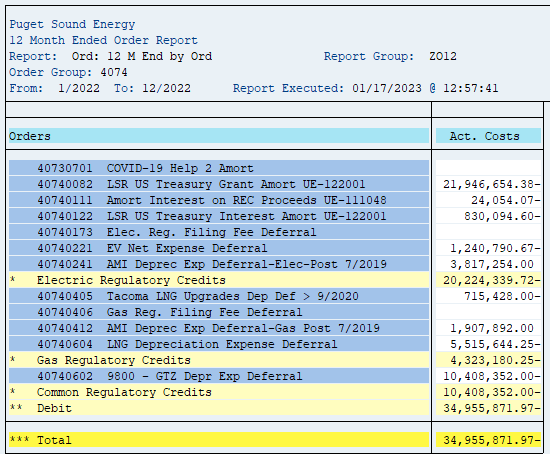 Puget Sound Energy
12 Month Ended Order Report
Report: Ord: 12 M End by Ord Report Group: ZO12
Order Group: 4074
From: 1/2022 To: 12/2022 Report Executed: 01/17/2023 @ 12:57:41
Orders Act. Costs
40730701 COVID-19 Help 2 Amort
40740082 LSR US Treasury Grant Amort UE-122001 21,946,654.38-
40740111 Amort Interest on REC Proceeds UE-111048 24,054.07-
40740122 LSR US Treasury Interest Amort UE-122001 830,094.60-
40740173 Elec. Reg. Filing Fee Deferral
40740221 EV Net Expense Deferral 1,240,790.67-
40740241 AMI Deprec Exp Deferral-Elec-Post 7/2019 3,817,254.00
* Electric Regulatory Credits 20,224,339.72-
40740405 Tacoma LNG Upgrades Dep Def > 9/2020 715,428.00-
40740406 Gas Reg. Filing Fee Deferral
40740412 AMI Deprec Exp Deferral-Gas Post 7/2019 1,907,892.00
40740604 LNG Depreciation Expense Deferral 5,515,644.25-
* Gas Regulatory Credits 4,323,180.25-
40740602 9800 - GTZ Depr Exp Deferral 10,408,352.00-
* Common Regulatory Credits 10,408,352.00-
** Debit 34,955,871.97-
*** Total 34,955,871.97-